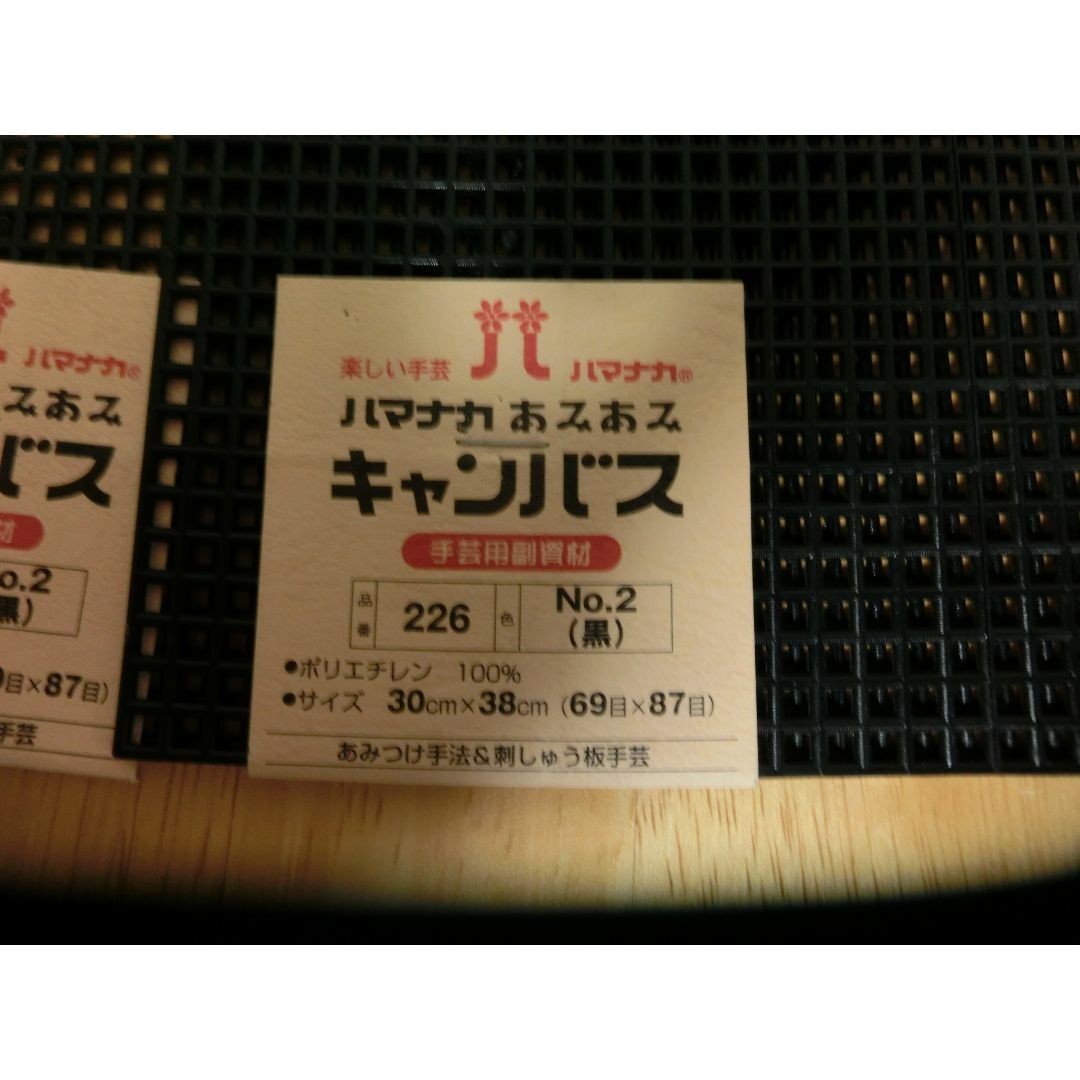 楽しい手芸 ハマナカ®
ハマナカ あみあみ
キャンバス
手芸用副資材
品番 226 色 No.2
(黒)
●ポリエチレン 100%
●サイズ 30cm×38cm (69目×87目)
あみつけ手法&刺しゅう板手芸
ハマナカ®
みあみ
バス
材
o.2
黒)
目×87目)
手芸